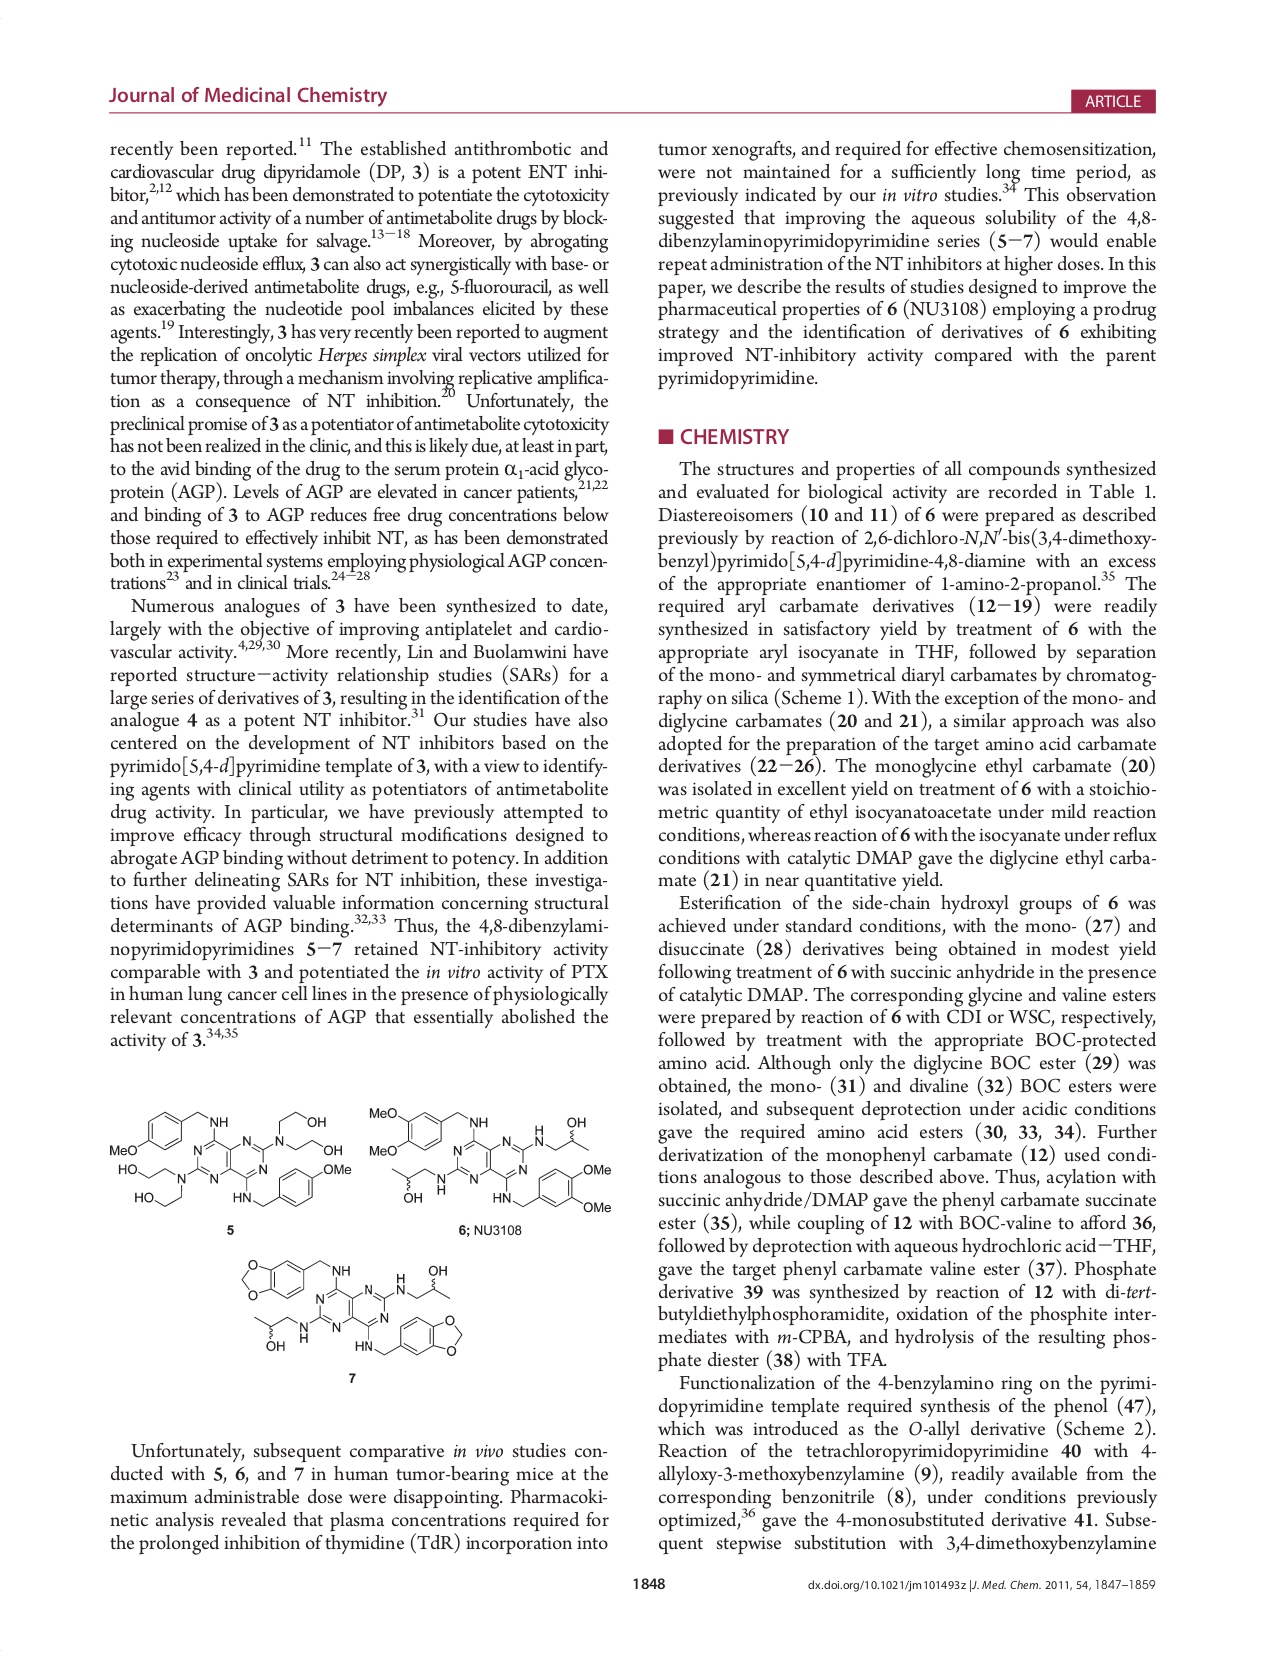 Journal of Medicinal Chemistry
ARTICLE
recently been reported.11 The established antithrombotic and
cardiovascular drug dipyridamole (DP, 3) is a potent ENT inhi-
bitor,2,12 which has been demonstrated to potentiate the cytotoxicity
and antitumor activity of a number of antimetabolite drugs by block-
ing nucleoside uptake for salvage.13−18 Moreover, by abrogating
cytotoxic nucleoside efflux, 3 can also act synergistically with base- or
nucleoside-derived antimetabolite drugs, e.g., 5-fluorouracil, as well
as exacerbating the nucleotide pool imbalances elicited by these
agents.19 Interestingly, 3 has very recently been reported to augment
the replication of oncolytic Herpes simplex viral vectors utilized for
tumor therapy, through a mechanism involving replicative amplifica-
tion as a consequence of NT inhibition.20 Unfortunately, the
preclinical promise of 3 as a potentiator of antimetabolite cytotoxicity
has not been realized in the clinic, and this is likely due, at least in part,
to the avid binding of the drug to the serum protein α1-acid glyco-
protein (AGP). Levels of AGP are elevated in cancer patients,21,22
and binding of 3 to AGP reduces free drug concentrations below
those required to effectively inhibit NT, as has been demonstrated
both in experimental systems employing physiological AGP concen-
trations23 and in clinical trials.24−28
Numerous analogues of 3 have been synthesized to date,
largely with the objective of improving antiplatelet and cardio-
vascular activity.4,29,30 More recently, Lin and Buolamwini have
reported structure−activity relationship studies (SARs) for a
large series of derivatives of 3, resulting in the identification of the
analogue 4 as a potent NT inhibitor.31 Our studies have also
centered on the development of NT inhibitors based on the
pyrimido[5,4-d]pyrimidine template of 3, with a view to identify-
ing agents with clinical utility as potentiators of antimetabolite
drug activity. In particular, we have previously attempted to
improve efficacy through structural modifications designed to
abrogate AGP binding without detriment to potency. In addition
to further delineating SARs for NT inhibition, these investiga-
tions have provided valuable information concerning structural
determinants of AGP binding.32,33 Thus, the 4,8-dibenzylami-
nopyrimidopyrimidines 5−7 retained NT-inhibitory activity
comparable with 3 and potentiated the in vitro activity of PTX
in human lung cancer cell lines in the presence of physiologically
relevant concentrations of AGP that essentially abolished the
activity of 3.34,35
NH OH
MeO N N N OH
HO N N N OMe
HO HN
5
MeO NH H OH
MeO N N N
N N N OMe
OH H HN OMe
6; NU3108
O NH H OH
O N N N
N N N O
OH H HN O
7
Unfortunately, subsequent comparative in vivo studies con-
ducted with 5, 6, and 7 in human tumor-bearing mice at the
maximum administrable dose were disappointing. Pharmacoki-
netic analysis revealed that plasma concentrations required for
the prolonged inhibition of thymidine (TdR) incorporation into
tumor xenografts, and required for effective chemosensitization,
were not maintained for a sufficiently long time period, as
previously indicated by our in vitro studies.34 This observation
suggested that improving the aqueous solubility of the 4,8-
dibenzylaminopyrimidopyrimidine series (5−7) would enable
repeat administration of the NT inhibitors at higher doses. In this
paper, we describe the results of studies designed to improve the
pharmaceutical properties of 6 (NU3108) employing a prodrug
strategy and the identification of derivatives of 6 exhibiting
improved NT-inhibitory activity compared with the parent
pyrimidopyrimidine.
■ CHEMISTRY
The structures and properties of all compounds synthesized
and evaluated for biological activity are recorded in Table 1.
Diastereoisomers (10 and 11) of 6 were prepared as described
previously by reaction of 2,6-dichloro-N,N′-bis(3,4-dimethoxy-
benzyl)pyrimido[5,4-d]pyrimidine-4,8-diamine with an excess
of the appropriate enantiomer of 1-amino-2-propanol.35 The
required aryl carbamate derivatives (12−19) were readily
synthesized in satisfactory yield by treatment of 6 with the
appropriate aryl isocyanate in THF, followed by separation
of the mono- and symmetrical diaryl carbamates by chromatog-
raphy on silica (Scheme 1). With the exception of the mono- and
diglycine carbamates (20 and 21), a similar approach was also
adopted for the preparation of the target amino acid carbamate
derivatives (22−26). The monoglycine ethyl carbamate (20)
was isolated in excellent yield on treatment of 6 with a stoichio-
metric quantity of ethyl isocyanatoacetate under mild reaction
conditions, whereas reaction of 6 with the isocyanate under reflux
conditions with catalytic DMAP gave the diglycine ethyl carba-
mate (21) in near quantitative yield.
Esterification of the side-chain hydroxyl groups of 6 was
achieved under standard conditions, with the mono- (27) and
disuccinate (28) derivatives being obtained in modest yield
following treatment of 6 with succinic anhydride in the presence
of catalytic DMAP. The corresponding glycine and valine esters
were prepared by reaction of 6 with CDI or WSC, respectively,
followed by treatment with the appropriate BOC-protected
amino acid. Although only the diglycine BOC ester (29) was
obtained, the mono- (31) and divaline (32) BOC esters were
isolated, and subsequent deprotection under acidic conditions
gave the required amino acid esters (30, 33, 34). Further
derivatization of the monophenyl carbamate (12) used condi-
tions analogous to those described above. Thus, acylation with
succinic anhydride/DMAP gave the phenyl carbamate succinate
ester (35), while coupling of 12 with BOC-valine to afford 36,
followed by deprotection with aqueous hydrochloric acid−THF,
gave the target phenyl carbamate valine ester (37). Phosphate
derivative 39 was synthesized by reaction of 12 with di-tert-
butyldiethylphosphoramidite, oxidation of the phosphite inter-
mediates with m-CPBA, and hydrolysis of the resulting phos-
phate diester (38) with TFA.
Functionalization of the 4-benzylamino ring on the pyrimi-
dopyrimidine template required synthesis of the phenol (47),
which was introduced as the O-allyl derivative (Scheme 2).
Reaction of the tetrachloropyrimidopyrimidine 40 with 4-
allyloxy-3-methoxybenzylamine (9), readily available from the
corresponding benzonitrile (8), under conditions previously
optimized,36 gave the 4-monosubstituted derivative 41. Subse-
quent stepwise substitution with 3,4-dimethoxybenzylamine
1848
dx.doi.org/10.1021/jm101493z |J. Med. Chem. 2011, 54, 1847–1859